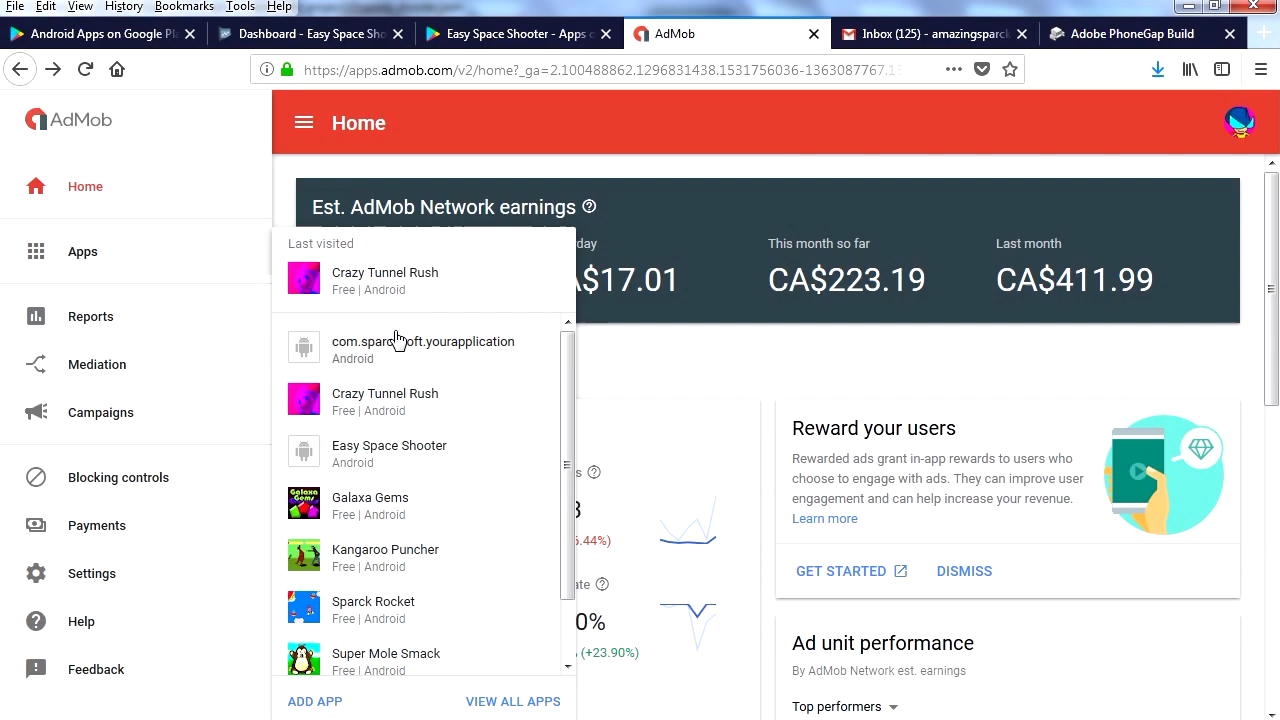 File Edit View History Bookmarks Tools Help
Android Apps on Google Pl
Dashboard - Easy Space Sho
Easy Space Shooter - Apps o
AdMob
Inbox (125) - amazingsparck
Adobe PhoneGap Build
https://apps.admob.com/v2/home?_ga=2.100488862.1296831438.1531756036-1363087767.1
AdMob
Home
Apps
Reports
Mediation
Campaigns
Blocking controls
Payments
Settings
Help
Feedback
Home
Est. AdMob Network earnings
day
A$17.01
This month so far
CA$223.19
Last month
CA$411.99
Last visited
Crazy Tunnel Rush
Free | Android
Android
Crazy Tunnel Rush
Free | Android
Easy Space Shooter
Android
Galaxa Gems
Free | Android
Kangaroo Puncher
Free | Android
Sparck Rocket
Free | Android
Super Mole Smack
Free | Android
ADD APP
VIEW ALL APPS
s
6.44%)
ate
0%
(+23.90%)
Reward your users
Rewarded ads grant in-app rewards to users who
choose to engage with ads. They can improve user
engagement and can help increase your revenue.
Learn more
GET STARTED
DISMISS
Ad unit performance
By AdMob Network est. earnings
Top performers